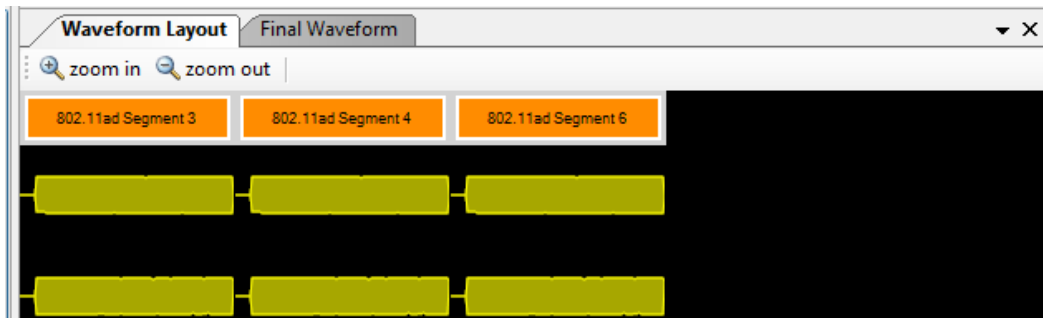 Waveform Layout Final Waveform
zoom in zoom out
802.11ad Segment 3 802.11ad Segment 4 802.11ad Segment 6